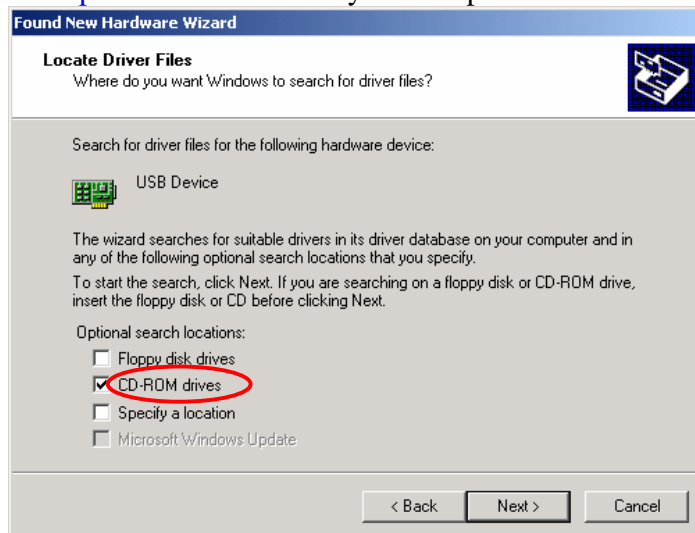 Found New Hardware Wizard
Locate Driver Files
Where do you want Windows to search for driver files?
Search for driver files for the following hardware device:
USB Device
The wizard searches for suitable drivers in its driver database on your computer and in
any of the following optional search locations that you specify.
To start the search, click Next. If you are searching on a floppy disk or CD-ROM drive,
insert the floppy disk or CD before clicking Next.
Optional search locations:
Floppy disk drives
CD-ROM drives
Specify a location
Microsoft Windows Update
< Back Next > Cancel